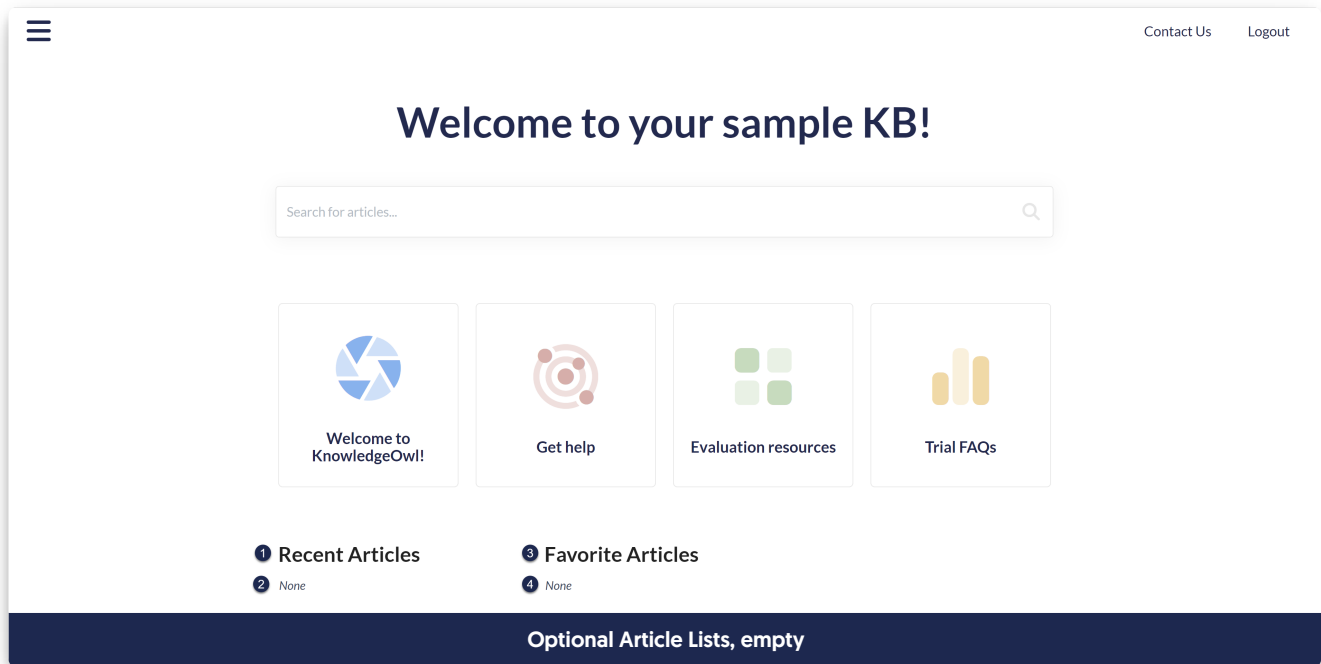 Contact Us Logout
Welcome to your sample KB!
Search for articles...
Welcome to
KnowledgeOwl!
Get help
Evaluation resources
Trial FAQs
1 Recent Articles
3 Favorite Articles
2 None
4 None
Optional Article Lists, empty